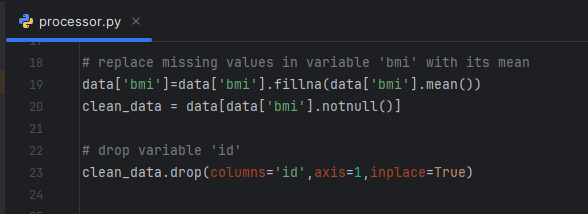 processor.py
18 # replace missing values in variable 'bmi' with its mean
19 data['bmi']=data['bmi'].fillna(data['bmi'].mean())
20 clean_data = data[data['bmi'].notnull()]
21
22 # drop variable 'id'
23 clean_data.drop(columns='id',axis=1,inplace=True)
24